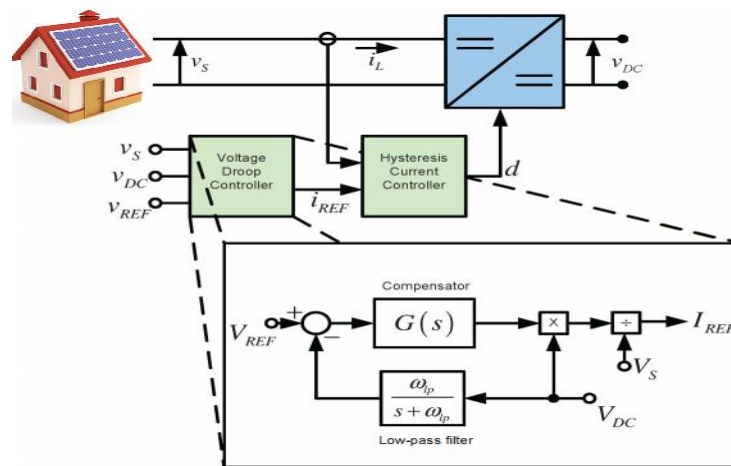 v_S
i_L
v_DC
v_S
v_DC
v_REF
Voltage
Droop
Controller
i_REF
Hysteresis
Current
Controller
d
Compensator
V_REF
+
−
G(s)
×
÷
I_REF
V_S
ω_lp
s + ω_lp
V_DC
Low-pass filter